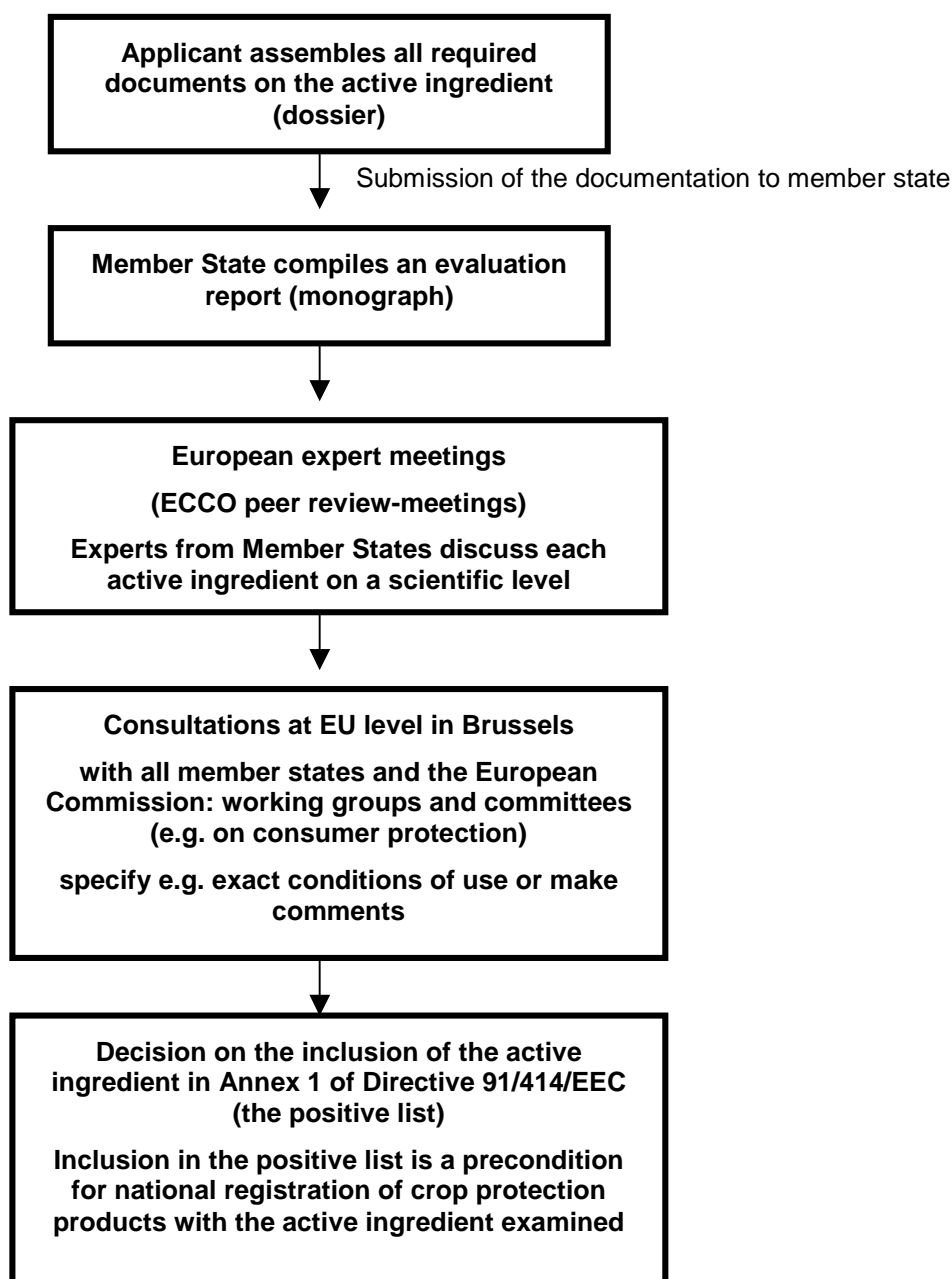 Applicant assembles all required
documents on the active ingredient
(dossier)
Submission of the documentation to member state
Member State compiles an evaluation
report (monograph)
European expert meetings
(ECCO peer review-meetings)
Experts from Member States discuss each
active ingredient on a scientific level
Consultations at EU level in Brussels
with all member states and the European
Commission: working groups and committees
(e.g. on consumer protection)
specify e.g. exact conditions of use or make
comments
Decision on the inclusion of the active
ingredient in Annex 1 of Directive 91/414/EEC
(the positive list)
Inclusion in the positive list is a precondition
for national registration of crop protection
products with the active ingredient examined